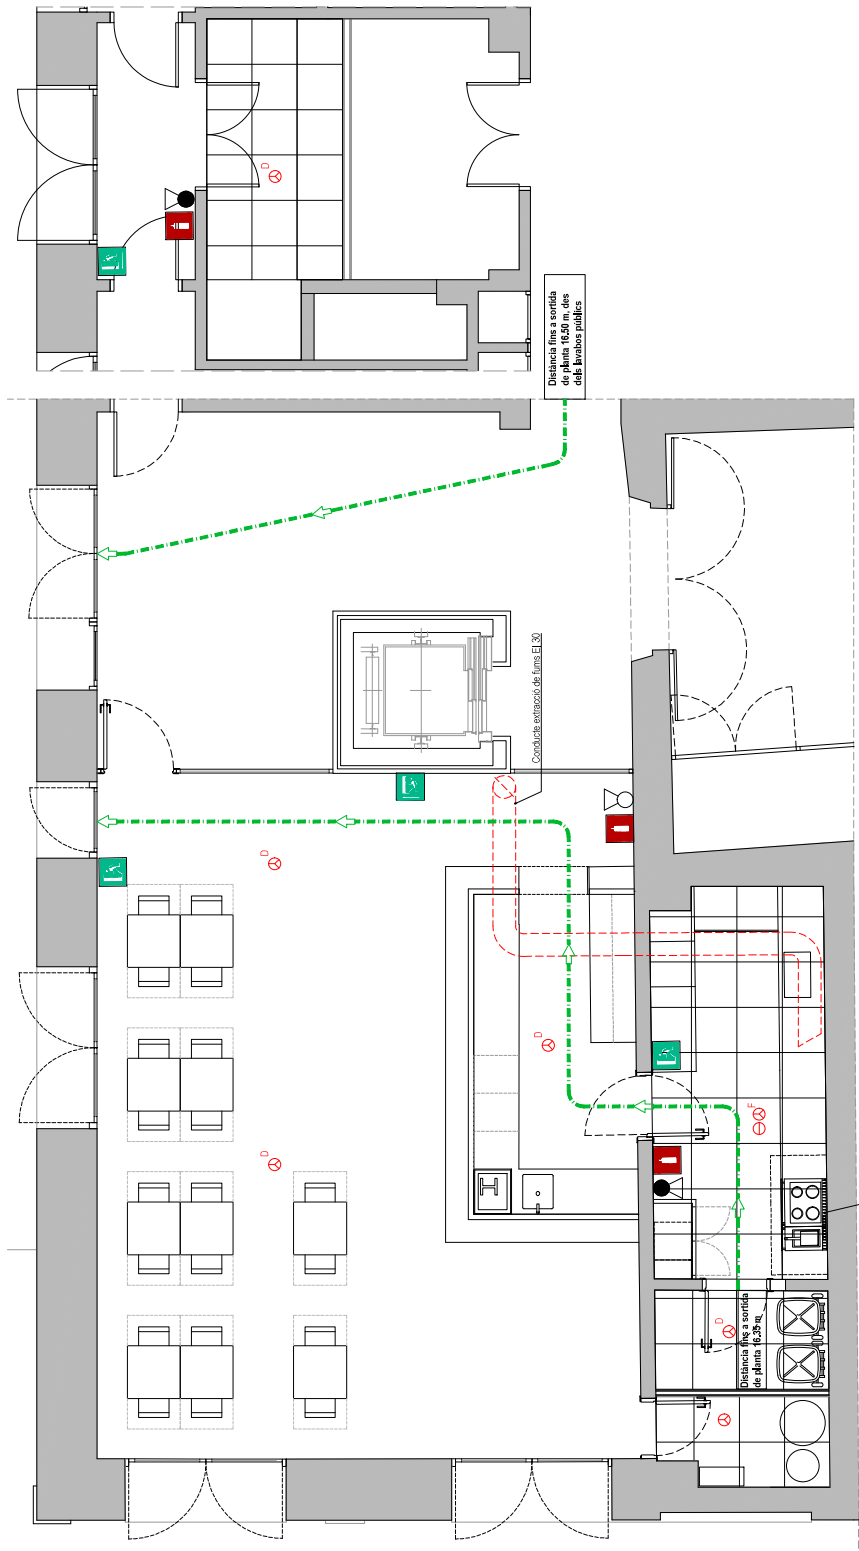 D
Distància fins a sortida
de planta 16,50 m, des
dels lavabos públics
Conducte extracció de fums EI 30
D
D
F
D
D
Distància fins a sortida
de planta 16,35 m